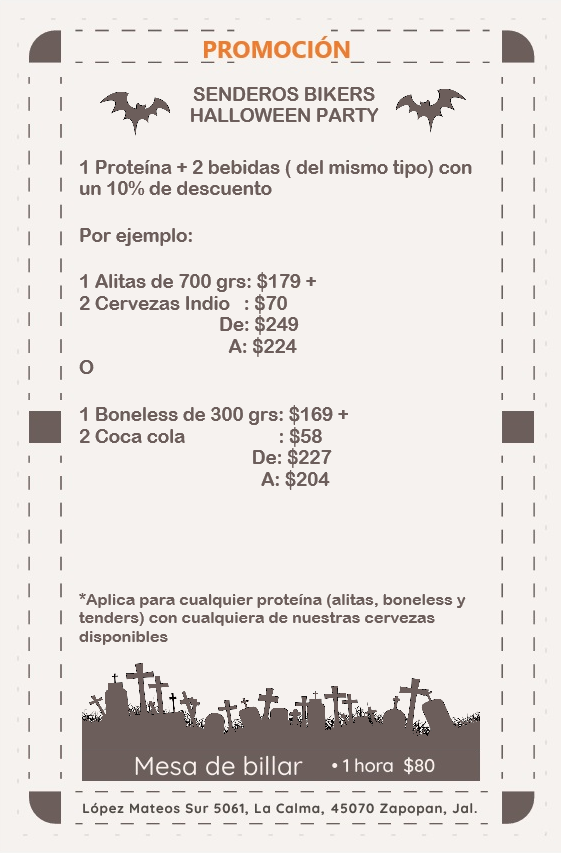 PROMOCIÓN
SENDEROS BIKERS
HALLOWEEN PARTY
1 Proteína + 2 bebidas ( del mismo tipo) con
un 10% de descuento
Por ejemplo:
1 Alitas de 700 grs: $179 +
2 Cervezas Indio : $70
De: $249
A: $224
O
1 Boneless de 300 grs: $169 +
2 Coca cola : $58
De: $227
A: $204
*Aplica para cualquier proteína (alitas, boneless y
tenders) con cualquiera de nuestras cervezas
disponibles
Mesa de billar • 1 hora $80
López Mateos Sur 5061, La Calma, 45070 Zapopan, Jal.